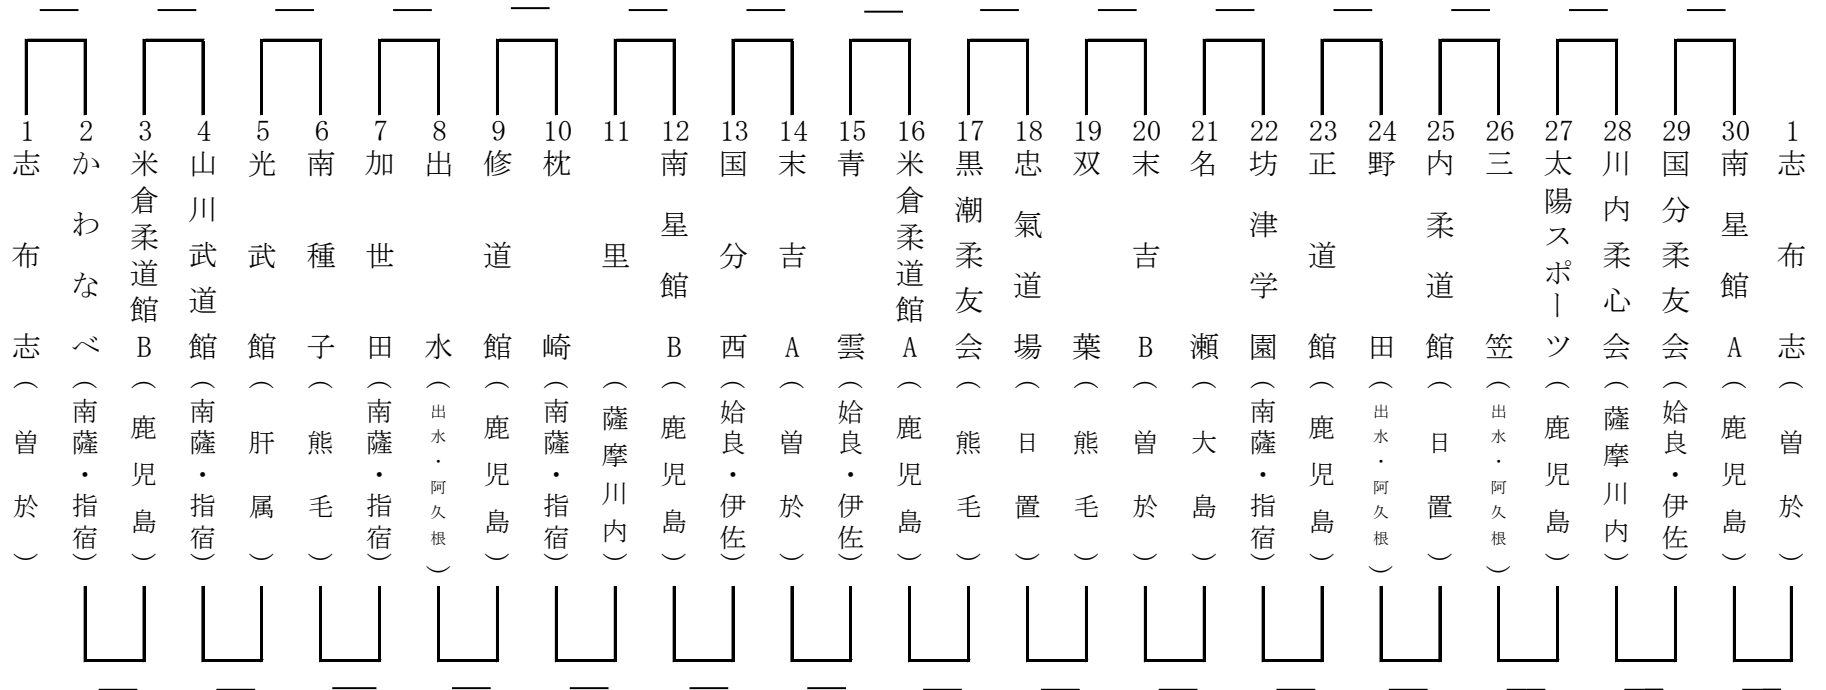 1 志布志（曽於）
2 かわなべ（南薩・指宿）
3 米倉柔道館B（鹿児島）
4 山川武道館（南薩・指宿）
5 光武館（肝属）
6 南種子（熊毛）
7 加世田（南薩・指宿）
8 出水（出水・阿久根）
9 修道館（鹿児島）
10 枕崎（南薩・指宿）
11 里（薩摩川内）
12 南星館B（鹿児島）
13 国分西（姶良・伊佐）
14 末吉A（曽於）
15 青雲（姶良・伊佐）
16 米倉柔道館A（鹿児島）
17 黒潮柔友会（熊毛）
18 忠氣道場（日置）
19 双葉（熊毛）
20 末吉B（曽於）
21 名瀬（大島）
22 坊津学園（南薩・指宿）
23 正道館（鹿児島）
24 野田（出水・阿久根）
25 内柔道館（日置）
26 三笠（出水・阿久根）
27 太陽スポーツ（鹿児島）
28 川内柔心会（薩摩川内）
29 国分柔友会（姶良・伊佐）
30 南星館A（鹿児島）
1 志布志（曽於）